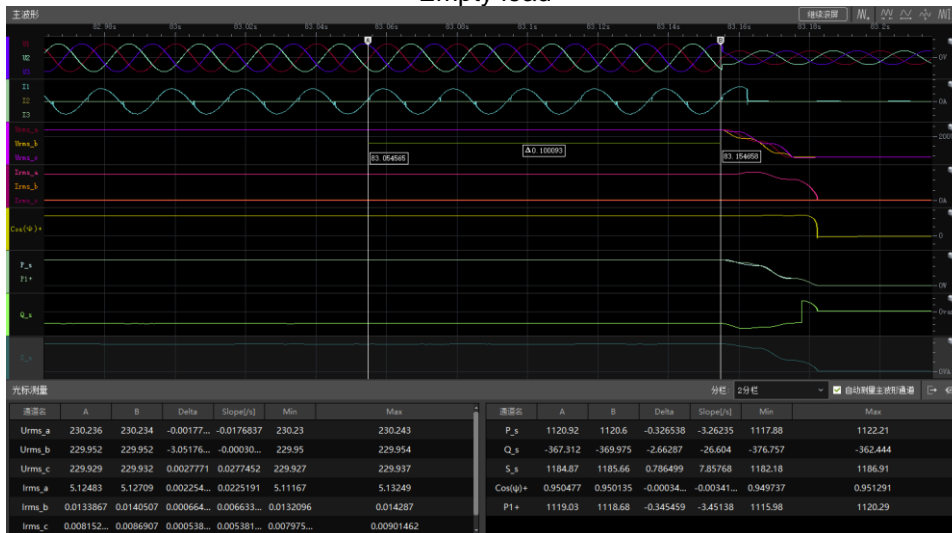 Empty load
主波形
继续滚屏
82.98s 83s 83.02s 83.04s 83.06s 83.08s 83.1s 83.12s 83.14s 83.16s 83.18s 83.2s
A B
U1
U2
U3
0V
I1
I2
I3
0A
Urms_a
Urms_b
Urms_c
200V
83.054565
Δ0.100093
83.154658
Irms_a
Irms_b
Irms_c
0A
Cos(ψ)+
0
P_s
P1+
0W
Q_s
0var
S_s
0VA
光标测量
分栏: 2分栏
自动测量主波形通道
通道名 A B Delta Slope[/s] Min Max
Urms_a 230.236 230.234 -0.00177... -0.0176837 230.23 230.243
Urms_b 229.952 229.952 -3.05176... -0.00030... 229.95 229.954
Urms_c 229.929 229.932 0.0027771 0.0277452 229.927 229.937
Irms_a 5.12483 5.12709 0.002254... 0.0225191 5.11167 5.13249
Irms_b 0.0133867 0.0140507 0.000664... 0.006633... 0.0132096 0.014287
Irms_c 0.008152... 0.0086907 0.000538... 0.005381... 0.007975... 0.00901462
通道名 A B Delta Slope[/s] Min Max
P_s 1120.92 1120.6 -0.326538 -3.26235 1117.88 1122.21
Q_s -367.312 -369.975 -2.66287 -26.604 -376.757 -362.444
S_s 1184.87 1185.66 0.786499 7.85768 1182.18 1186.91
Cos(ψ)+ 0.950477 0.950135 -0.00034... -0.00341... 0.949737 0.951291
P1+ 1119.03 1118.68 -0.345459 -3.45138 1115.98 1120.29